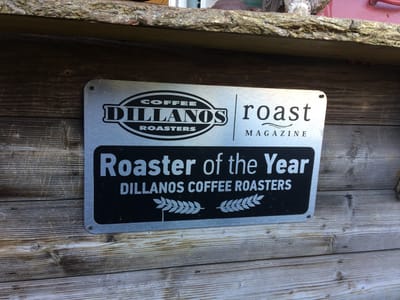 COFFEE
DILLANOS
ROASTERS
roast
MAGAZINE
Roaster of the Year
DILLANOS COFFEE ROASTERS